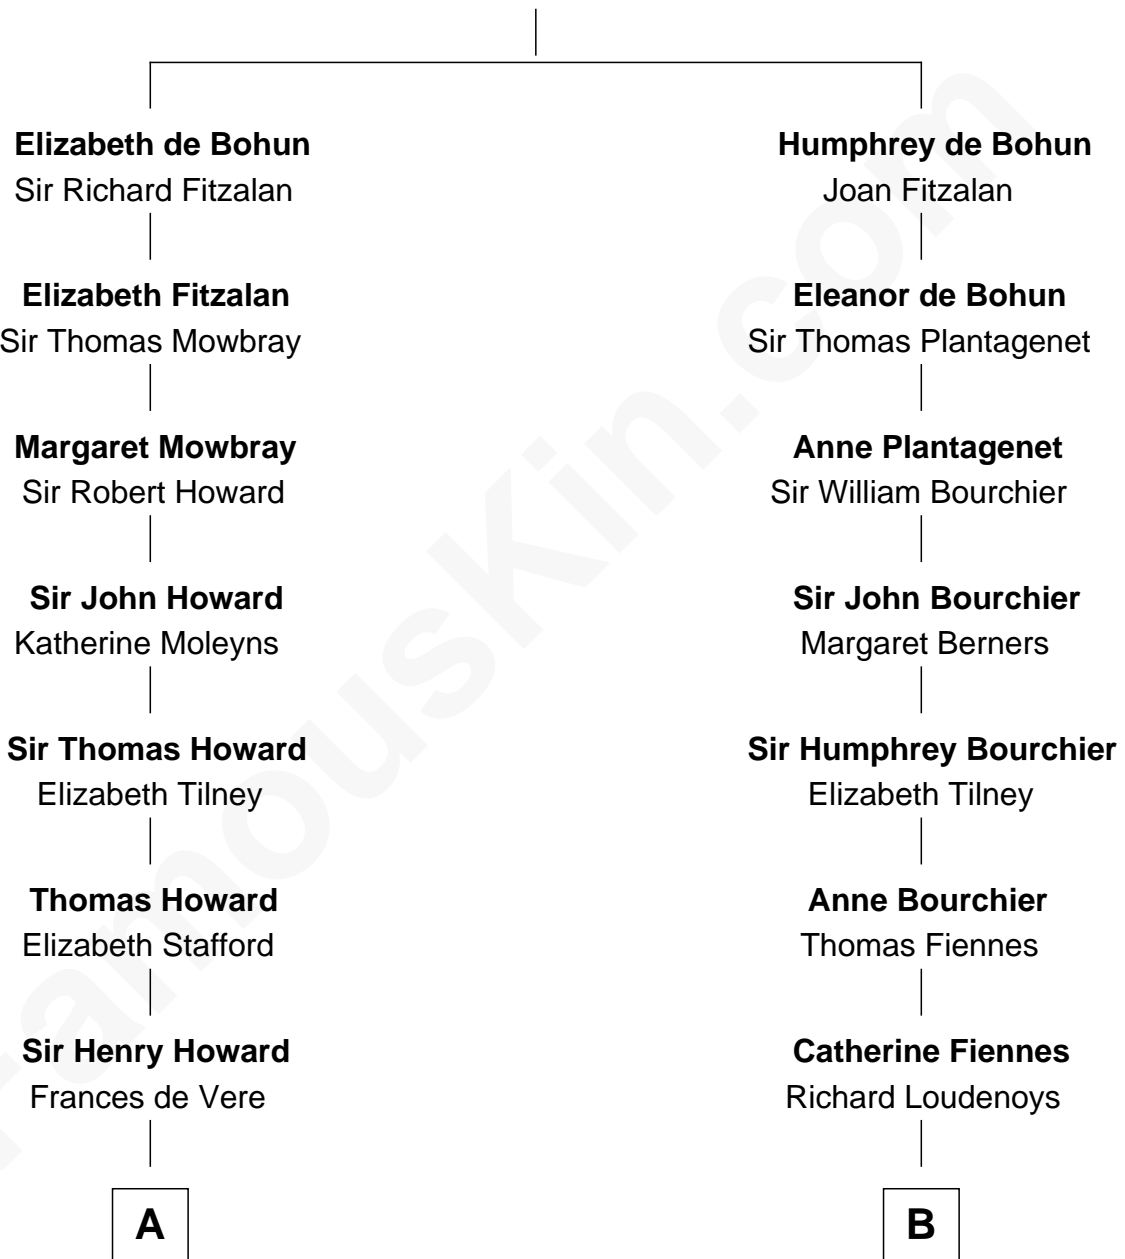 Elizabeth de Bohun
Sir Richard Fitzalan
Elizabeth Fitzalan
Sir Thomas Mowbray
Margaret Mowbray
Sir Robert Howard
Sir John Howard
Katherine Moleyns
Sir Thomas Howard
Elizabeth Tilney
Thomas Howard
Elizabeth Stafford
Sir Henry Howard
Frances de Vere
A
Humphrey de Bohun
Joan Fitzalan
Eleanor de Bohun
Sir Thomas Plantagenet
Anne Plantagenet
Sir William Bourchier
Sir John Bourchier
Margaret Berners
Sir Humphrey Bourchier
Elizabeth Tilney
Anne Bourchier
Thomas Fiennes
Catherine Fiennes
Richard Loudenoys
B
FamousKin.com